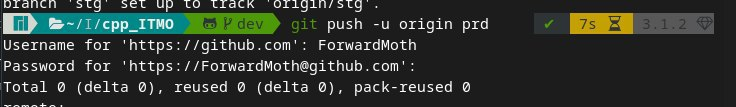 branch 'stg' set up to track 'origin/stg'.
~/I/cpp_ITMO dev git push -u origin prd ✔ 7s 3.1.2
Username for 'https://github.com': ForwardMoth
Password for 'https://ForwardMoth@github.com':
Total 0 (delta 0), reused 0 (delta 0), pack-reused 0
remote: